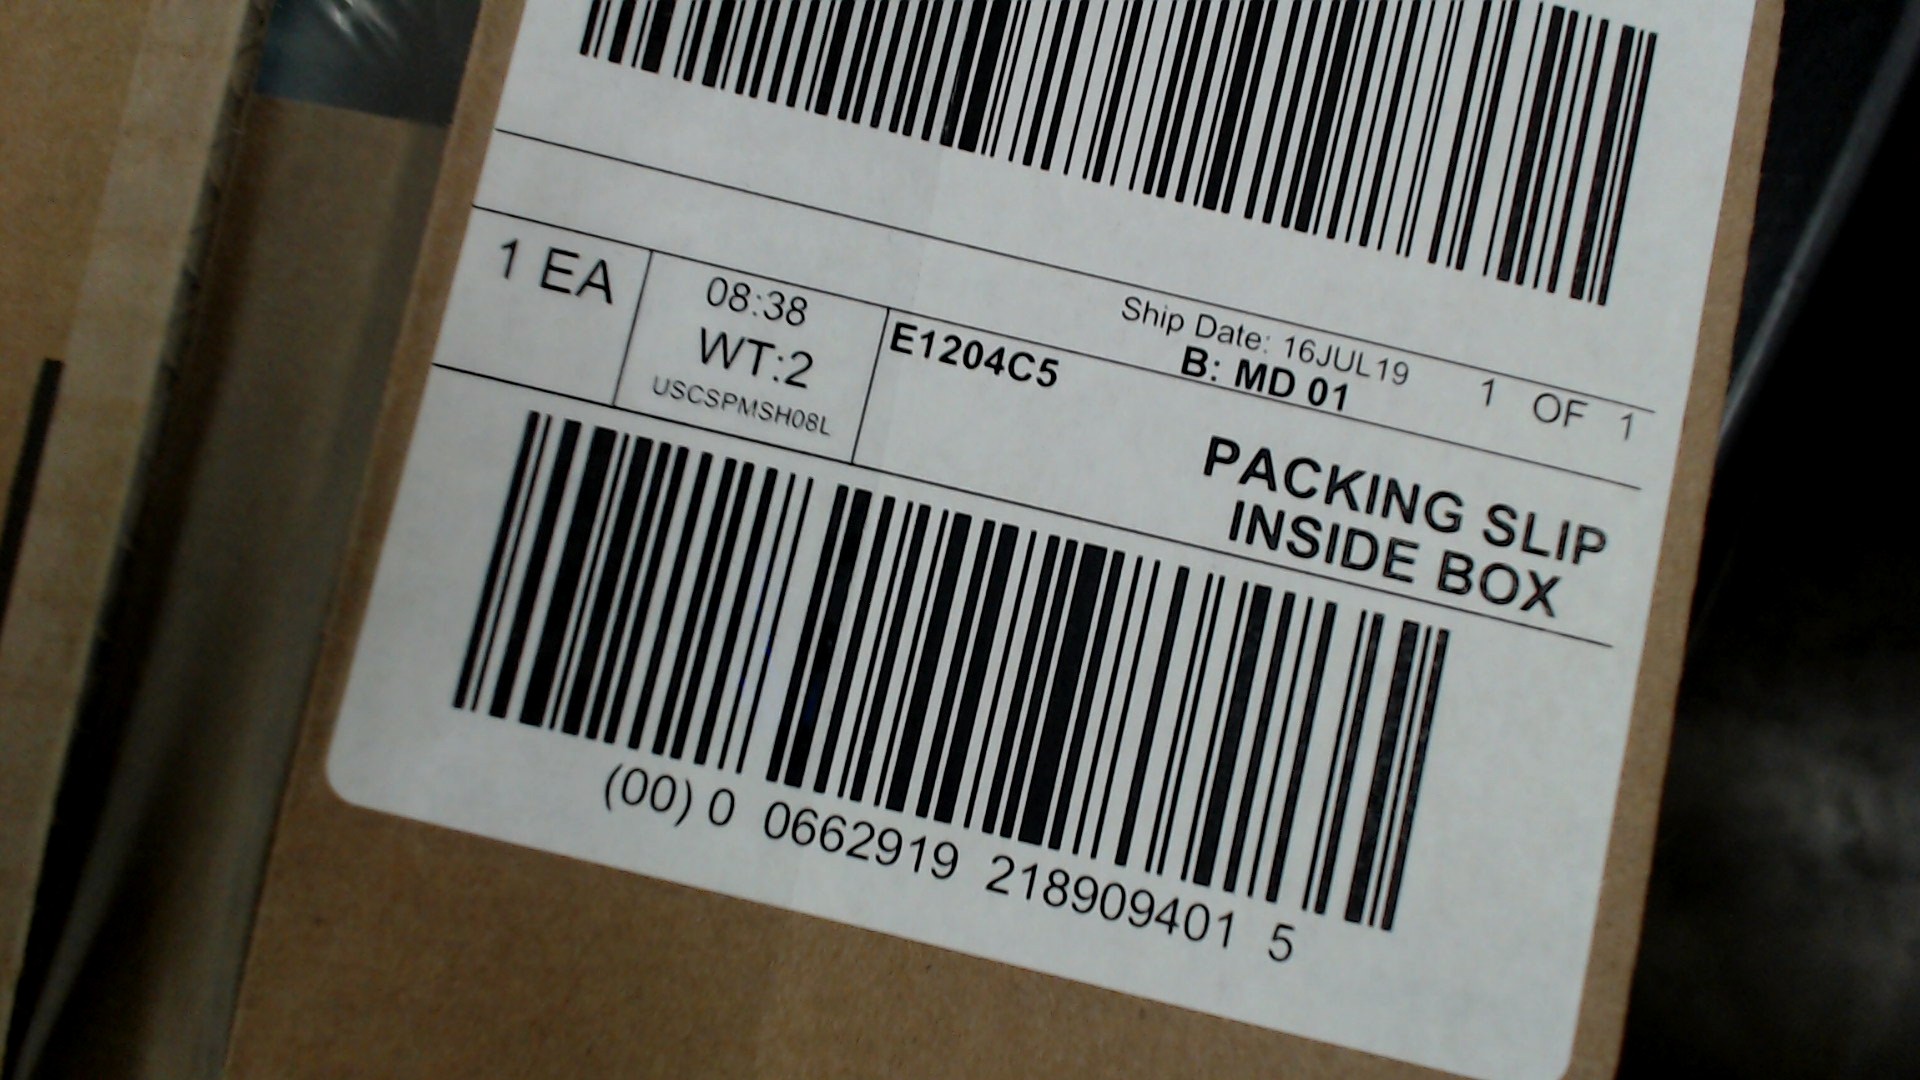 Ship Date: 16JUL19 1 OF 1
1 EA
08:38
WT:2
USCSPMSH08L
E1204C5 B: MD 01
PACKING SLIP
INSIDE BOX
(00) 0 0662919 218909401 5